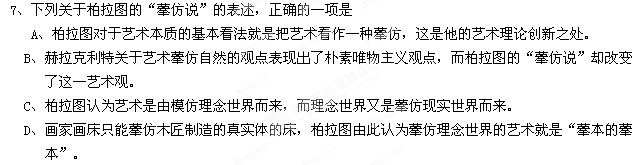 7、下列关于柏拉图的“摹仿说”的表述，正确的一项是
A、柏拉图对于艺术本质的基本看法就是把艺术看作一种摹仿，这是他的艺术理论创新之处。
B、赫拉克利特关于艺术摹仿自然的观点表现出了朴素唯物主义观点，而柏拉图的“摹仿说”却改变
了这一艺术观。
C、柏拉图认为艺术是由模仿理念世界而来，而理念世界又是摹仿现实世界而来。
D、画家画床只能摹仿木匠制造的真实体的床，柏拉图由此认为摹仿理念世界的艺术就是“摹本的摹
本”。